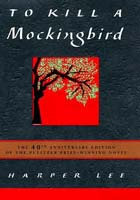 TO KILL A
Mockingbird
THE 40TH ANNIVERSARY EDITION
OF THE PULITZER PRIZE-WINNING NOVEL
HARPER LEE